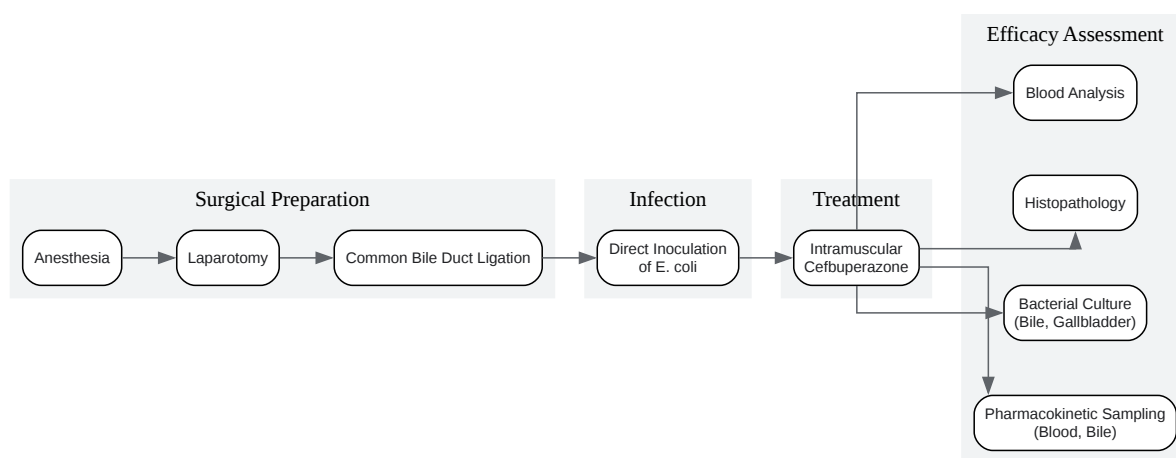 Surgical Preparation
Anesthesia
Laparotomy
Common Bile Duct Ligation
Infection
Direct Inoculation
of E. coli
Treatment
Intramuscular
Cefbuperazone
Efficacy Assessment
Blood Analysis
Histopathology
Bacterial Culture
(Bile, Gallbladder)
Pharmacokinetic Sampling
(Blood, Bile)